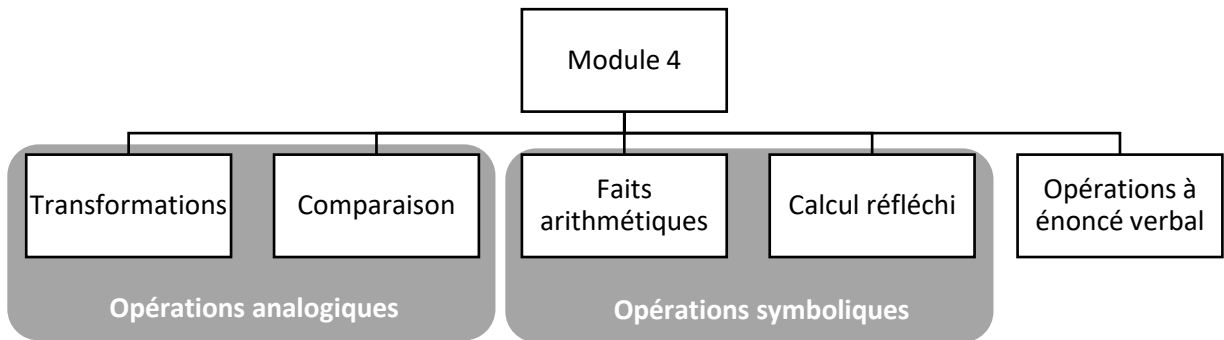 Module 4
Transformations
Comparaison
Faits
arithmétiques
Calcul réfléchi
Opérations à
énoncé verbal
Opérations analogiques
Opérations symboliques